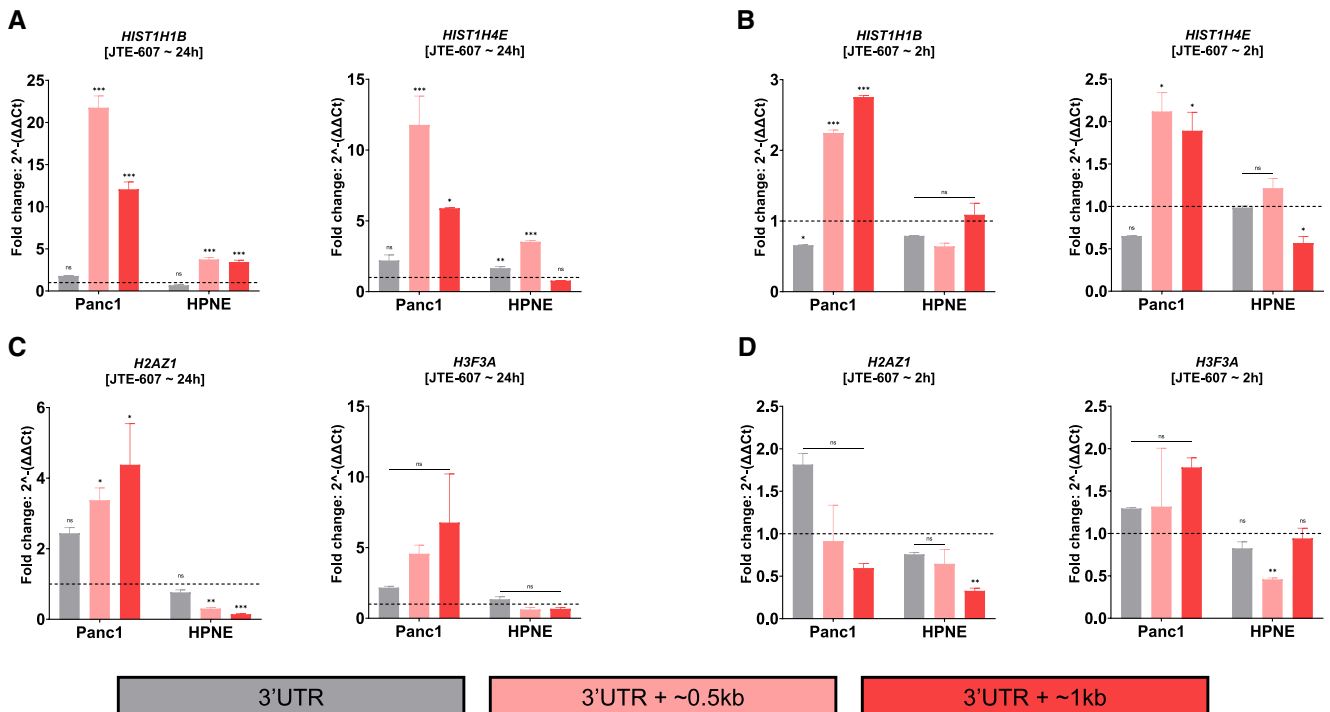 A
HIST1H1B
[JTE-607 ~ 24h]
Fold change: 2^-(ΔΔCt)
25
20
15
10
5
0
ns
***
***
ns
***
***
Panc1
HPNE
HIST1H4E
[JTE-607 ~ 24h]
Fold change: 2^-(ΔΔCt)
15
10
5
0
ns
***
*
**
***
ns
Panc1
HPNE
B
HIST1H1B
[JTE-607 ~ 2h]
Fold change: 2^-(ΔΔCt)
3
2
1
0
*
***
***
ns
Panc1
HPNE
HIST1H4E
[JTE-607 ~ 2h]
Fold change: 2^-(ΔΔCt)
2.5
2.0
1.5
1.0
0.5
0.0
*
*
ns
*
Panc1
HPNE
C
H2AZ1
[JTE-607 ~ 24h]
Fold change: 2^-(ΔΔCt)
6
4
2
0
ns
*
*
ns
**
***
Panc1
HPNE
H3F3A
[JTE-607 ~ 24h]
Fold change: 2^-(ΔΔCt)
15
10
5
0
ns
ns
Panc1
HPNE
D
H2AZ1
[JTE-607 ~ 2h]
Fold change: 2^-(ΔΔCt)
2.5
2.0
1.5
1.0
0.5
0.0
ns
ns
**
Panc1
HPNE
H3F3A
[JTE-607 ~ 2h]
Fold change: 2^-(ΔΔCt)
2.5
2.0
1.5
1.0
0.5
0.0
ns
ns
**
ns
Panc1
HPNE
3'UTR
3'UTR + ~0.5kb
3'UTR + ~1kb